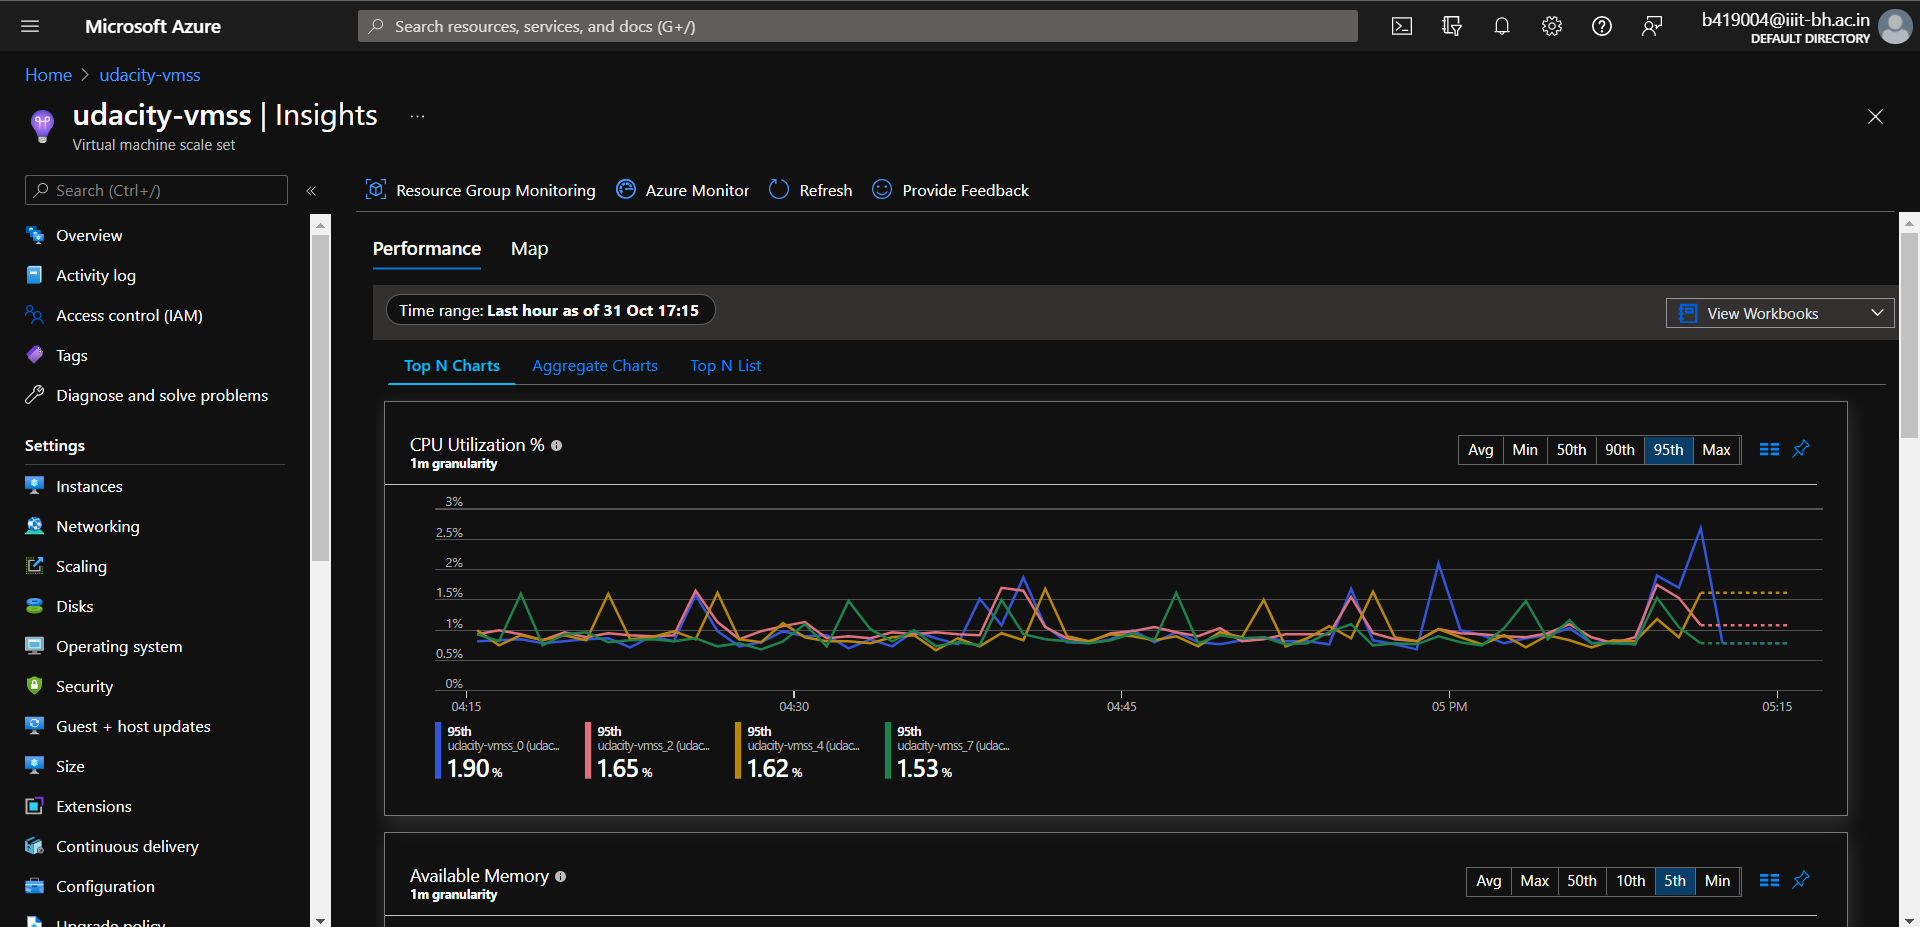 Microsoft Azure
Search resources, services, and docs (G+/)
b419004@iiit-bh.ac.in
DEFAULT DIRECTORY
Home > udacity-vmss
udacity-vmss | Insights ...
Virtual machine scale set
Search (Ctrl+/)
«
Overview
Activity log
Access control (IAM)
Tags
Diagnose and solve problems
Settings
Instances
Networking
Scaling
Disks
Operating system
Security
Guest + host updates
Size
Extensions
Continuous delivery
Configuration
Upgrade policy
Resource Group Monitoring
Azure Monitor
Refresh
Provide Feedback
Performance
Map
Time range: Last hour as of 31 Oct 17:15
View Workbooks
Top N Charts
Aggregate Charts
Top N List
CPU Utilization %
1m granularity
Avg
Min
50th
90th
95th
Max
3%
2.5%
2%
1.5%
1%
0.5%
0%
04:15
04:30
04:45
05 PM
05:15
95th
udacity-vmss_0 (udac...
1.90 %
95th
udacity-vmss_2 (udac...
1.65 %
95th
udacity-vmss_4 (udac...
1.62 %
95th
udacity-vmss_7 (udac...
1.53 %
Available Memory
1m granularity
Avg
Max
50th
10th
5th
Min